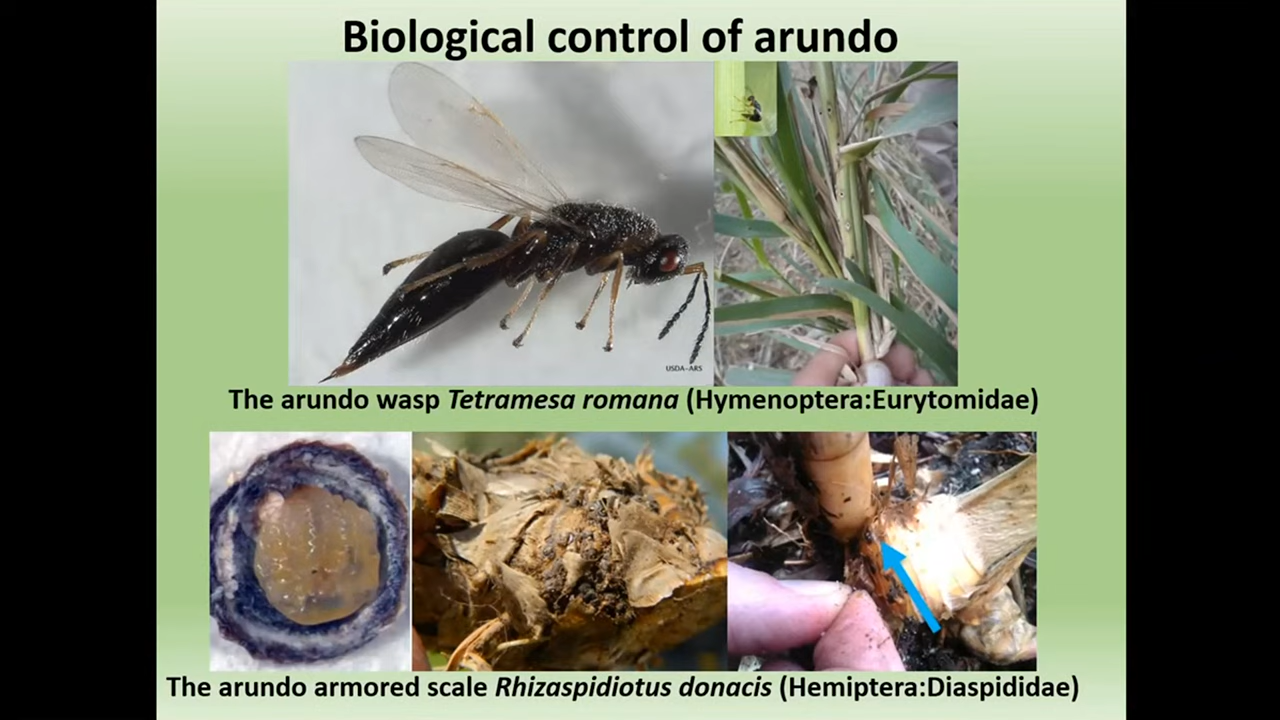 Biological control of arundo
USDA-ARS
The arundo wasp Tetramesa romana (Hymenoptera:Eurytomidae)
The arundo armored scale Rhizaspidiotus donacis (Hemiptera:Diaspididae)